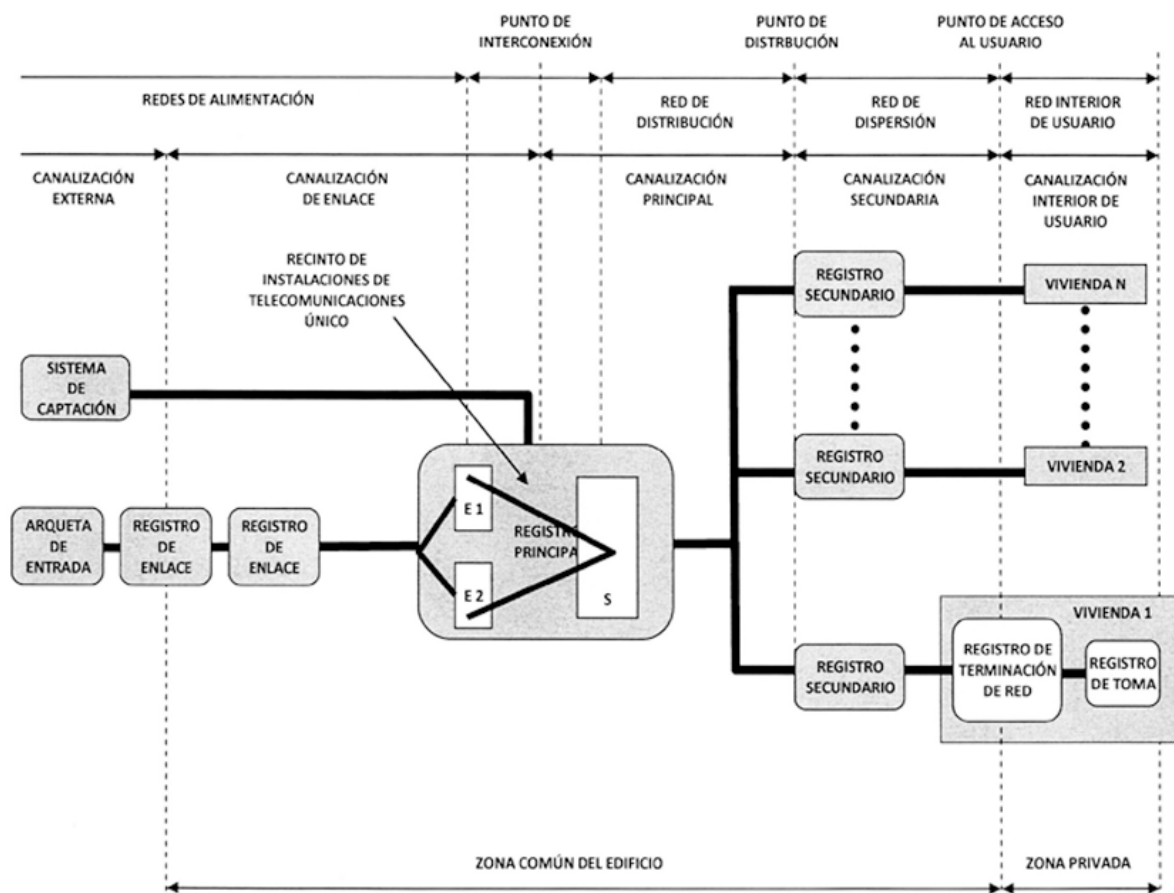 PUNTO DE
INTERCONEXIÓN
PUNTO DE
DISTRBUCIÓN
PUNTO DE ACCESO
AL USUARIO
REDES DE ALIMENTACIÓN
RED DE
DISTRIBUCIÓN
RED DE
DISPERSIÓN
RED INTERIOR
DE USUARIO
CANALIZACIÓN
EXTERNA
CANALIZACIÓN
DE ENLACE
CANALIZACIÓN
PRINCIPAL
CANALIZACIÓN
SECUNDARIA
CANALIZACIÓN
INTERIOR DE
USUARIO
RECINTO DE
INSTALACIONES DE
TELECOMUNICACIONES
ÚNICO
REGISTRO
SECUNDARIO
VIVIENDA N
SISTEMA
DE
CAPTACIÓN
REGISTRO
SECUNDARIO
VIVIENDA 2
ARQUETA
DE
ENTRADA
REGISTRO
DE
ENLACE
REGISTRO
DE
ENLACE
E 1
REGISTRO
PRINCIPA
E 2
S
REGISTRO
SECUNDARIO
VIVIENDA 1
REGISTRO DE
TERMINACIÓN
DE RED
REGISTRO
DE TOMA
ZONA COMÚN DEL EDIFICIO
ZONA PRIVADA